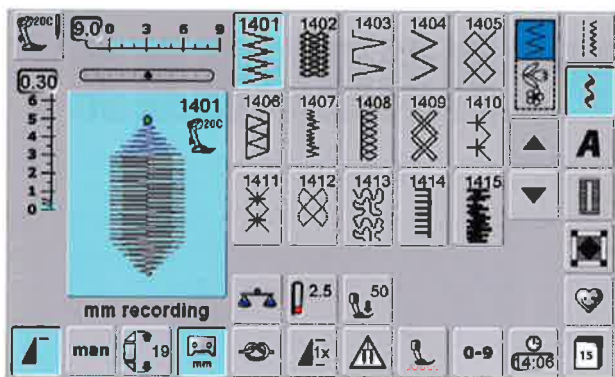 20C
9.0 0 3 6 9
0.30
6
5
4
3
2
1
0
1401
20C
mm recording
1401 1402 1403 1404 1405
1406 1407 1408 1409 1410
1411 1412 1413 1414 1415
A
2.5 50
man 19 mm 1x 0-9 14:06 15